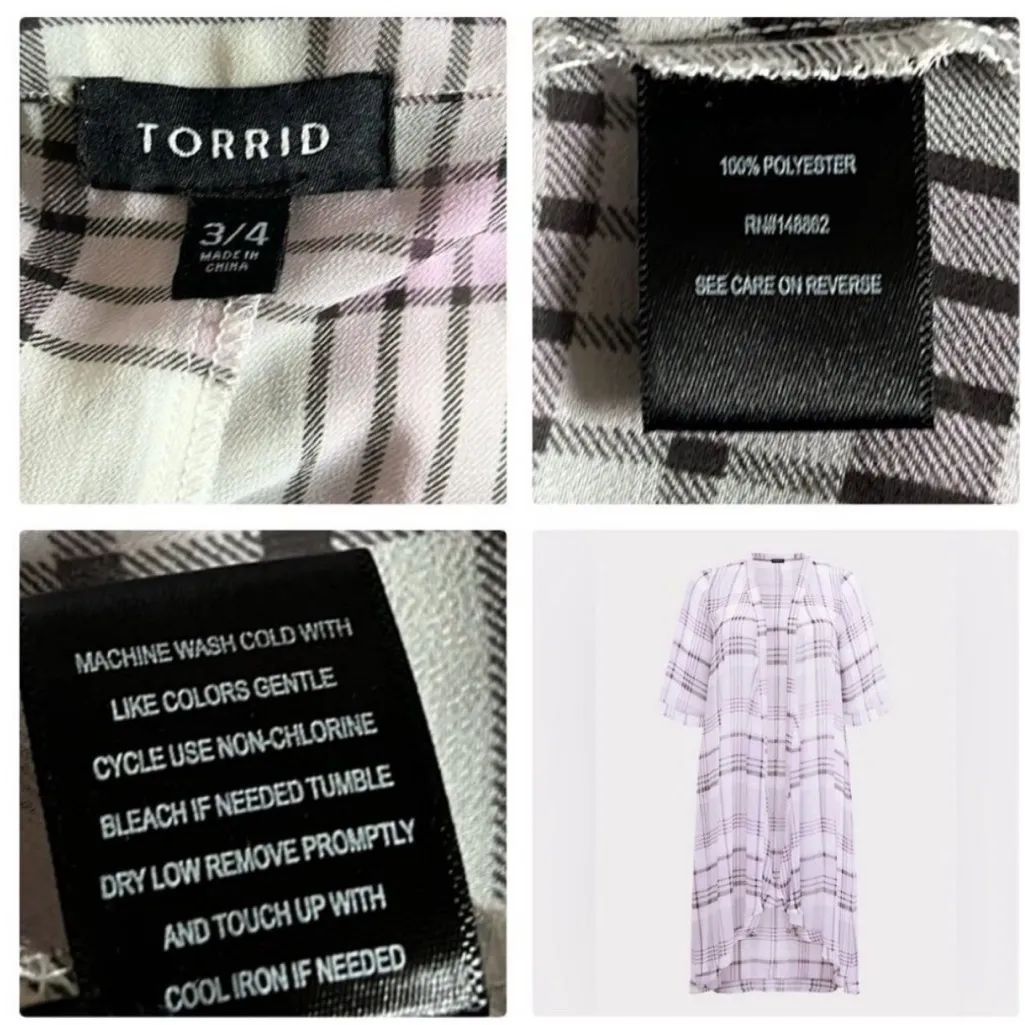 TORRID
3/4
MADE IN
CHINA
100% POLYESTER
RN#148862
SEE CARE ON REVERSE
MACHINE WASH COLD WITH
LIKE COLORS GENTLE
CYCLE USE NON-CHLORINE
BLEACH IF NEEDED TUMBLE
DRY LOW REMOVE PROMPTLY
AND TOUCH UP WITH
COOL IRON IF NEEDED